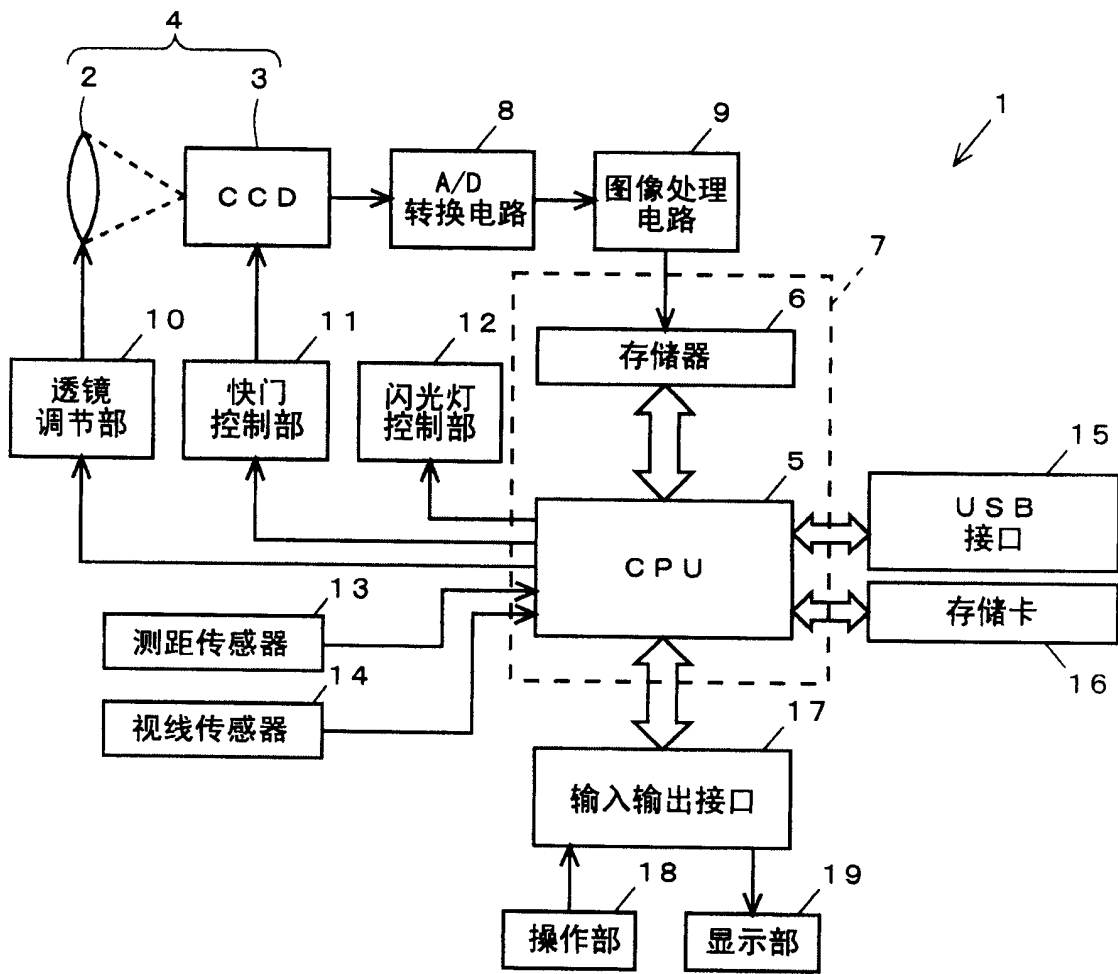 4
2
3
8
9
1
CCD
A/D
转换电路
图像处理
电路
7
6
10
11
12
存储器
透镜
调节部
快门
控制部
闪光灯
控制部
5
15
USB
接口
CPU
13
测距传感器
存储卡
14
16
视线传感器
17
输入输出接口
18
19
操作部
显示部